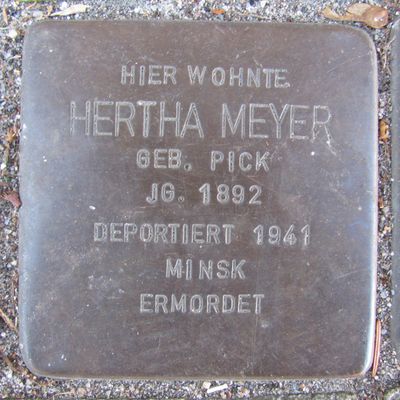 HIER WOHNTE
HERTHA MEYER
GEB. PICK
JG. 1892
DEPORTIERT 1941
MINSK
ERMORDET